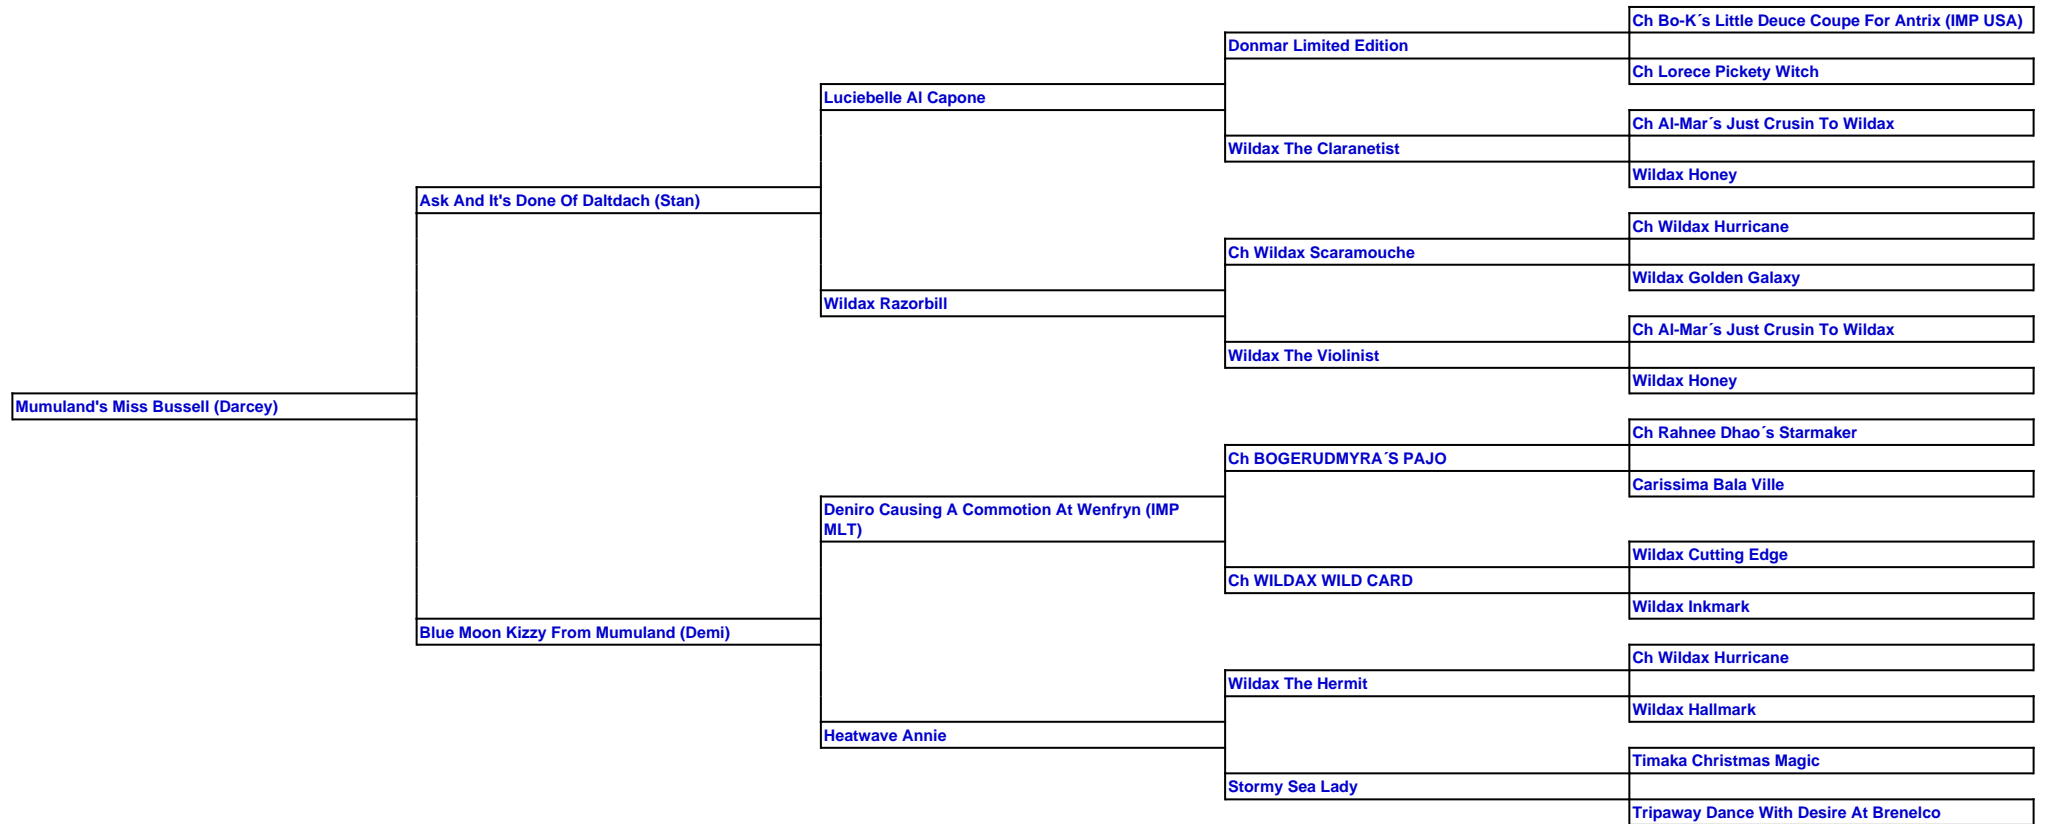 Ch Bo-K´s Little Deuce Coupe For Antrix (IMP USA)
Donmar Limited Edition
Ch Lorece Pickety Witch
Luciebelle Al Capone
Ch Al-Mar´s Just Crusin To Wildax
Wildax The Claranetist
Wildax Honey
Ask And It's Done Of Daltdach (Stan)
Ch Wildax Hurricane
Ch Wildax Scaramouche
Wildax Golden Galaxy
Wildax Razorbill
Ch Al-Mar´s Just Crusin To Wildax
Wildax The Violinist
Wildax Honey
Mumuland's Miss Bussell (Darcey)
Ch Rahnee Dhao´s Starmaker
Ch BOGERUDMYRA´S PAJO
Carissima Bala Ville
Deniro Causing A Commotion At Wenfryn (IMP
MLT)
Wildax Cutting Edge
Ch WILDAX WILD CARD
Wildax Inkmark
Blue Moon Kizzy From Mumuland (Demi)
Ch Wildax Hurricane
Wildax The Hermit
Wildax Hallmark
Heatwave Annie
Timaka Christmas Magic
Stormy Sea Lady
Tripaway Dance With Desire At Brenelco